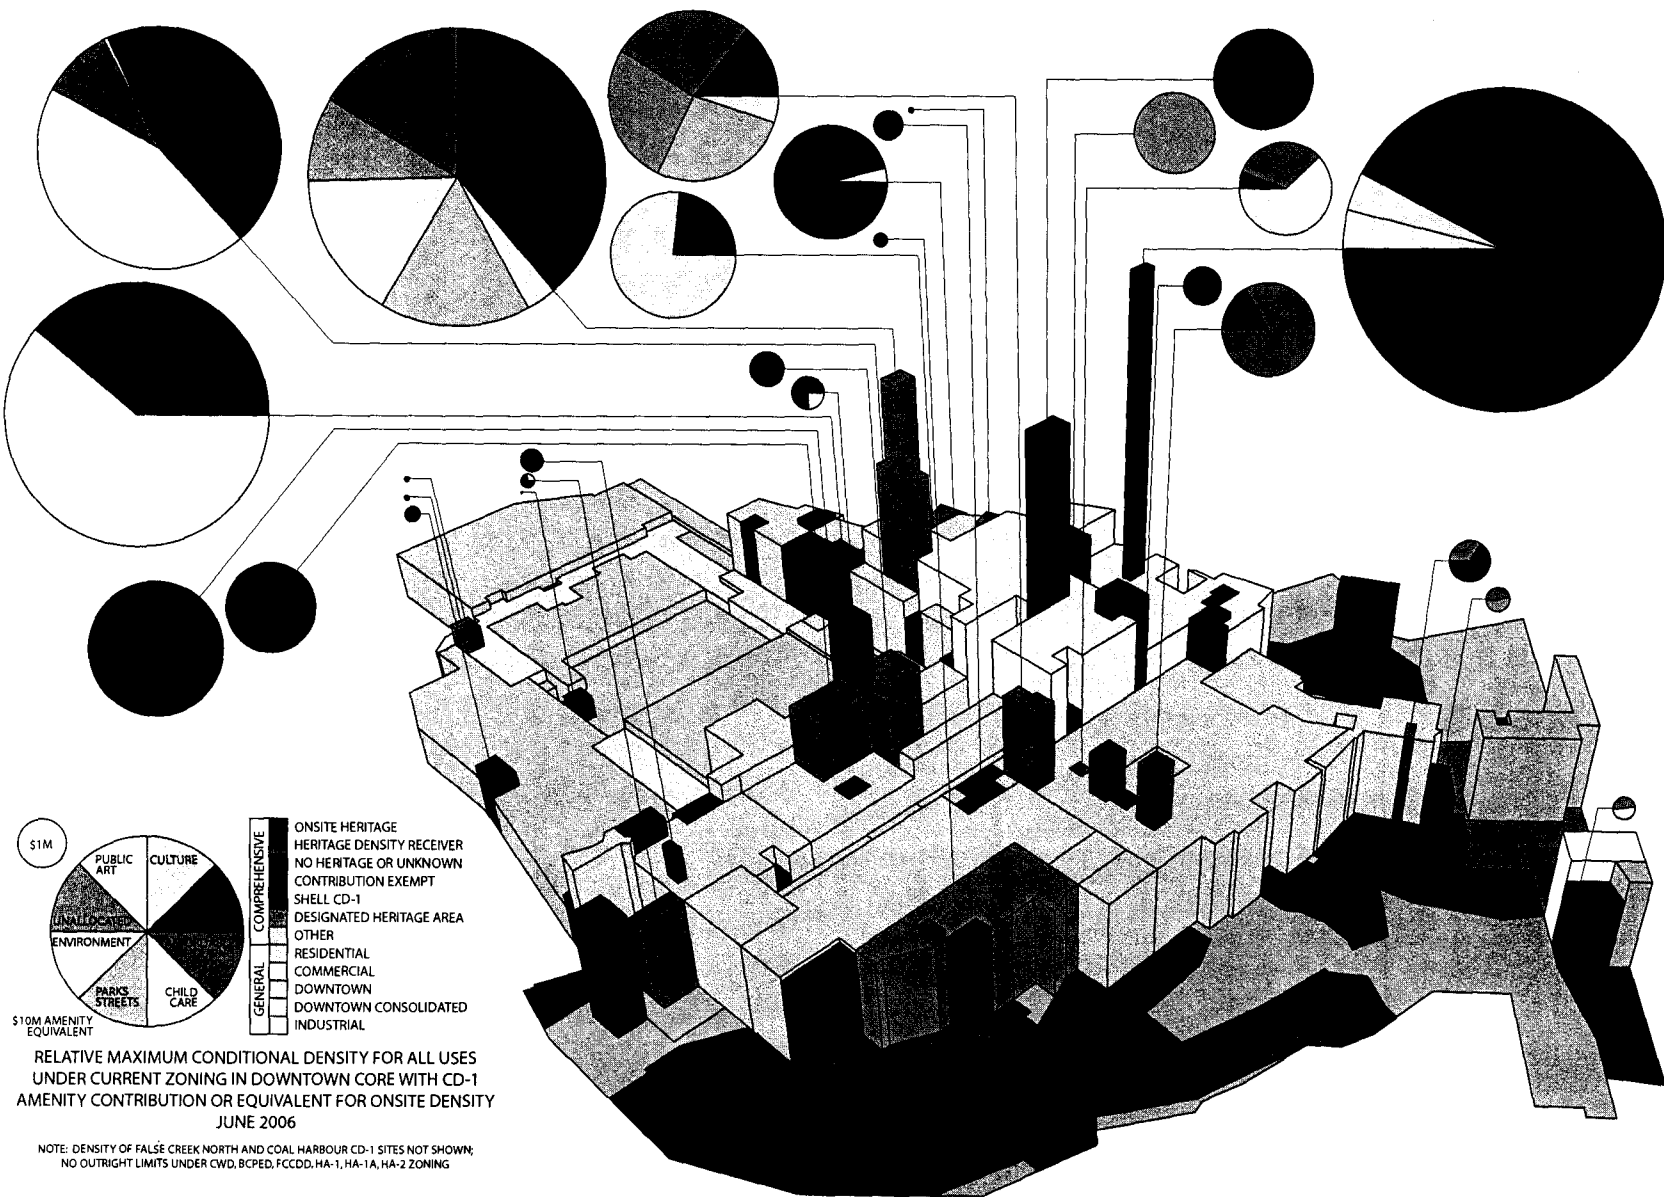 $1M
PUBLIC
ART
CULTURE
UNALLOCATED
ENVIRONMENT
PARKS
STREETS
CHILD
CARE
$10M AMENITY
EQUIVALENT
COMPREHENSIVE
GENERAL
ONSITE HERITAGE
HERITAGE DENSITY RECEIVER
NO HERITAGE OR UNKNOWN
CONTRIBUTION EXEMPT
SHELL CD-1
DESIGNATED HERITAGE AREA
OTHER
RESIDENTIAL
COMMERCIAL
DOWNTOWN
DOWNTOWN CONSOLIDATED
INDUSTRIAL
RELATIVE MAXIMUM CONDITIONAL DENSITY FOR ALL USES
UNDER CURRENT ZONING IN DOWNTOWN CORE WITH CD-1
AMENITY CONTRIBUTION OR EQUIVALENT FOR ONSITE DENSITY
JUNE 2006
NOTE: DENSITY OF FALSE CREEK NORTH AND COAL HARBOUR CD-1 SITES NOT SHOWN;
NO OUTRIGHT LIMITS UNDER CWD, BCPED, FCCDD, HA-1, HA-1A, HA-2 ZONING